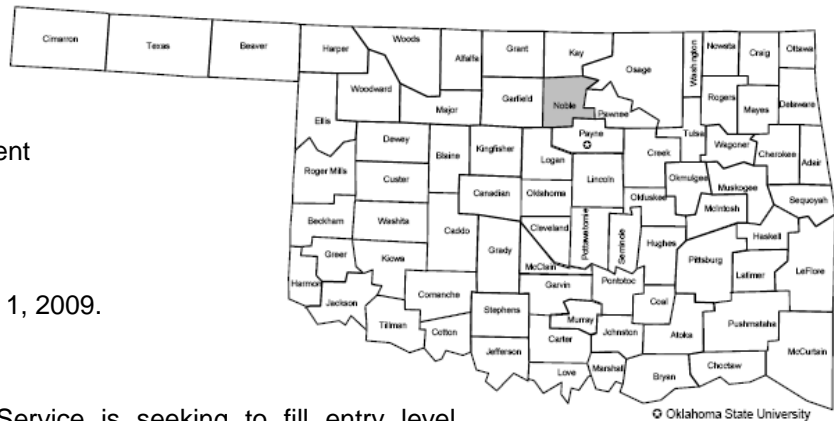 Cimarron
Texas
Beaver
Harper
Woods
Alfalfa
Grant
Kay
Osage
Washington
Nowata
Craig
Ottawa
Woodward
Major
Garfield
Noble
Pawnee
Rogers
Mayes
Delaware
Ellis
ent
Dewey
Blaine
Kingfisher
Logan
Payne
Creek
Tulsa
Wagoner
Cherokee
Adair
Roger Mills
Custer
Canadian
Oklahoma
Lincoln
Okfuskee
Okmulgee
Muskogee
McIntosh
Sequoyah
Beckham
Washita
Caddo
Grady
Cleveland
McClain
Pottawatomie
Seminole
Hughes
Pittsburg
Haskell
Latimer
LeFlore
Greer
Kiowa
Harmon
Jackson
Comanche
Stephens
Garvin
Pontotoc
Coal
1, 2009.
Tillman
Cotton
Jefferson
Murray
Carter
Johnston
Atoka
Pushmataha
McCurtain
Love
Marshall
Bryan
Choctaw
Oklahoma State University
Service is seeking to fill entry level